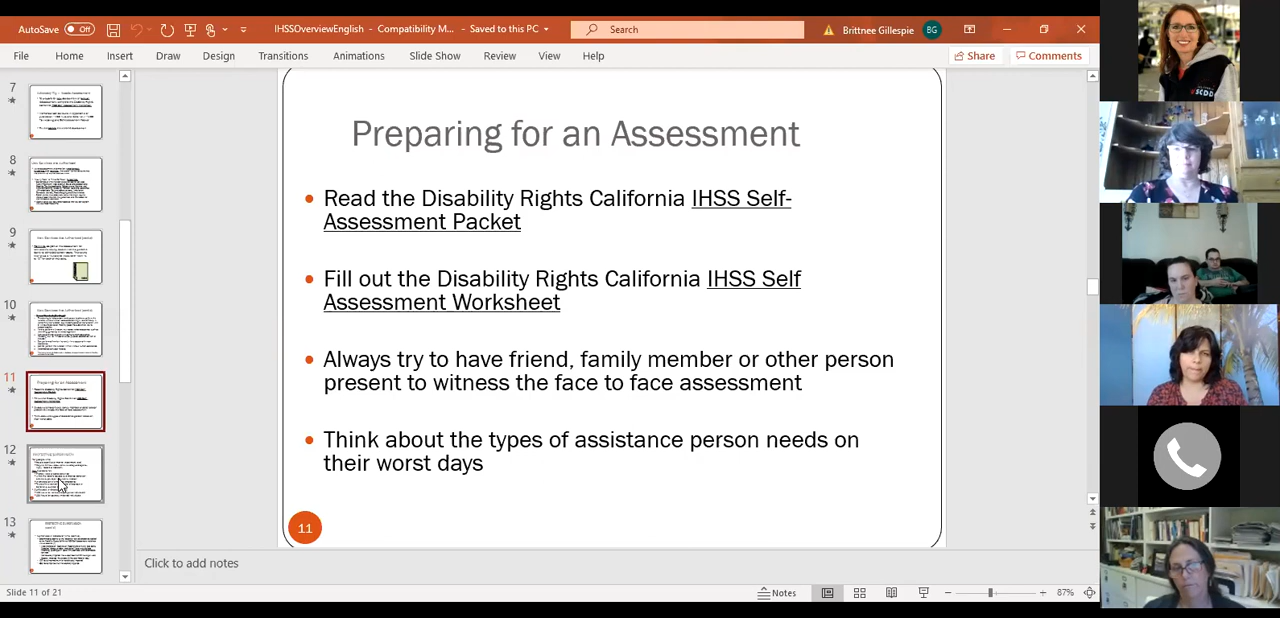 AutoSave
Off
IHSSOverviewEnglish - Compatibility M... - Saved to this PC
Search
Brittnee Gillespie
BG
File
Home
Insert
Draw
Design
Transitions
Animations
Slide Show
Review
View
Help
Share
Comments
7
8
9
10
11
12
13
Preparing for an Assessment
Read the Disability Rights California IHSS Self-
Assessment Packet
Fill out the Disability Rights California IHSS Self
Assessment Worksheet
Always try to have friend, family member or other person
present to witness the face to face assessment
Think about the types of assistance person needs on
their worst days
11
Click to add notes
Slide 11 of 21
Notes
87%
SCDD